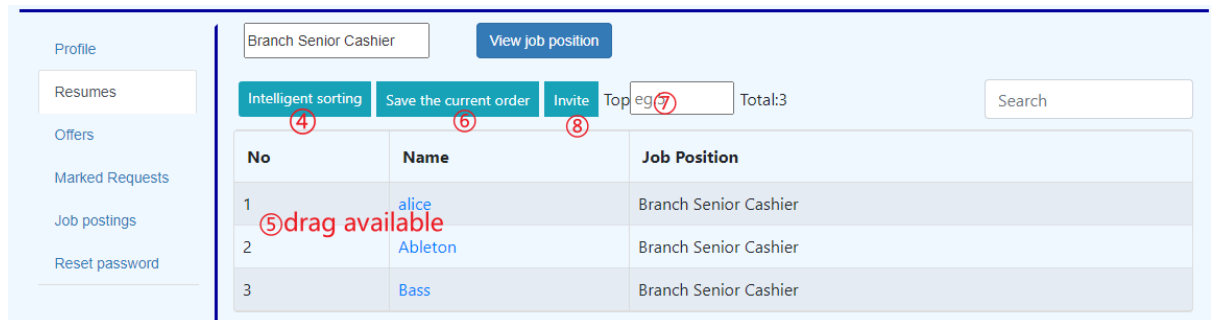 Profile
Resumes
Offers
Marked Requests
Job postings
Reset password
Branch Senior Cashier View job position
Intelligent sorting Save the current order Invite Top eg.5 Total:3 Search
④ ⑥ ⑧ ⑦
No Name Job Position
1 alice Branch Senior Cashier
⑤drag available
2 Ableton Branch Senior Cashier
3 Bass Branch Senior Cashier